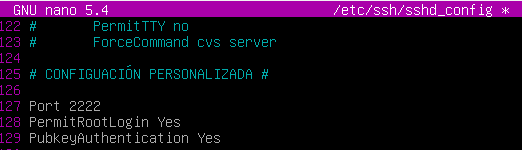 GNU nano 5.4 /etc/ssh/sshd_config *
122 # PermitTTY no
123 # ForceCommand cvs server
124
125 # CONFIGUACIÓN PERSONALIZADA #
126
127 Port 2222
128 PermitRootLogin Yes
129 PubkeyAuthentication Yes